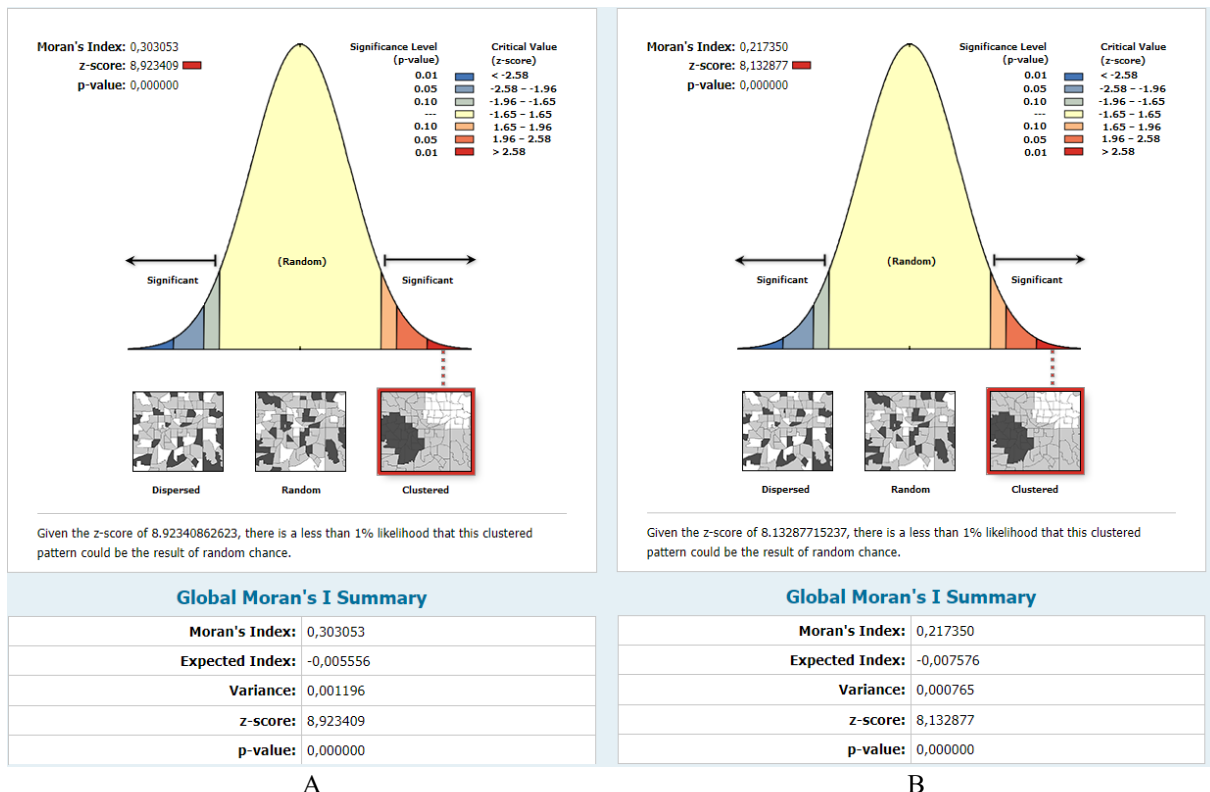 Moran's Index: 0,303053
z-score: 8,923409
p-value: 0,000000
Significance Level
(p-value)
Critical Value
(z-score)
0.01 < -2.58
0.05 -2.58 – -1.96
0.10 -1.96 – -1.65
--- -1.65 – 1.65
0.10 1.65 – 1.96
0.05 1.96 – 2.58
0.01 > 2.58
(Random)
Significant
Significant
Dispersed
Random
Clustered
Given the z-score of 8.92340862623, there is a less than 1% likelihood that this clustered
pattern could be the result of random chance.
Global Moran's I Summary
Moran's Index: 0,303053
Expected Index: -0,005556
Variance: 0,001196
z-score: 8,923409
p-value: 0,000000
A
Moran's Index: 0,217350
z-score: 8,132877
p-value: 0,000000
Significance Level
(p-value)
Critical Value
(z-score)
0.01 < -2.58
0.05 -2.58 – -1.96
0.10 -1.96 – -1.65
--- -1.65 – 1.65
0.10 1.65 – 1.96
0.05 1.96 – 2.58
0.01 > 2.58
(Random)
Significant
Significant
Dispersed
Random
Clustered
Given the z-score of 8.13287715237, there is a less than 1% likelihood that this clustered
pattern could be the result of random chance.
Global Moran's I Summary
Moran's Index: 0,217350
Expected Index: -0,007576
Variance: 0,000765
z-score: 8,132877
p-value: 0,000000
B